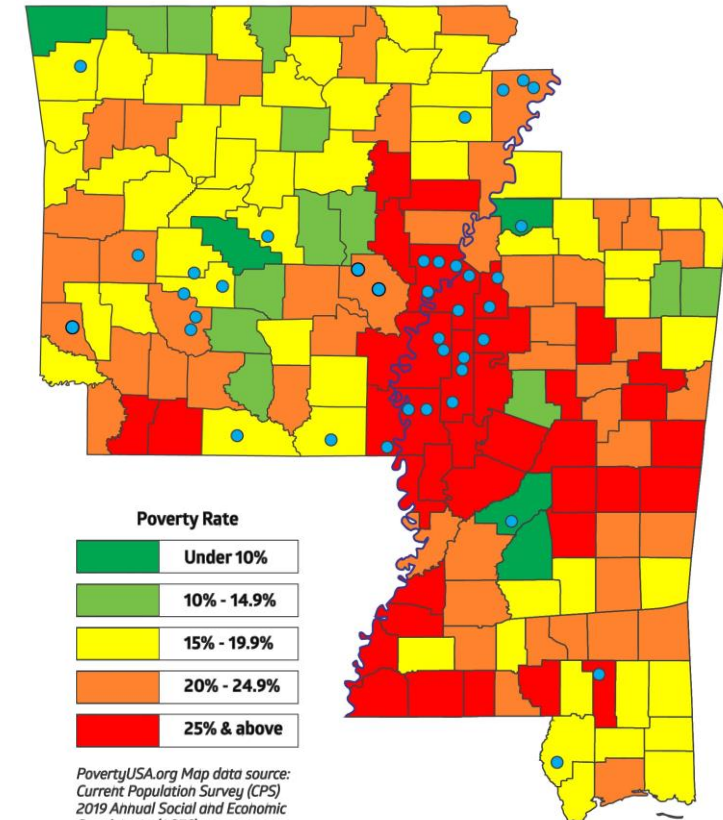 Poverty Rate
Under 10%
10% - 14.9%
15% - 19.9%
20% - 24.9%
25% & above
PovertyUSA.org Map data source:
Current Population Survey (CPS)
2019 Annual Social and Economic